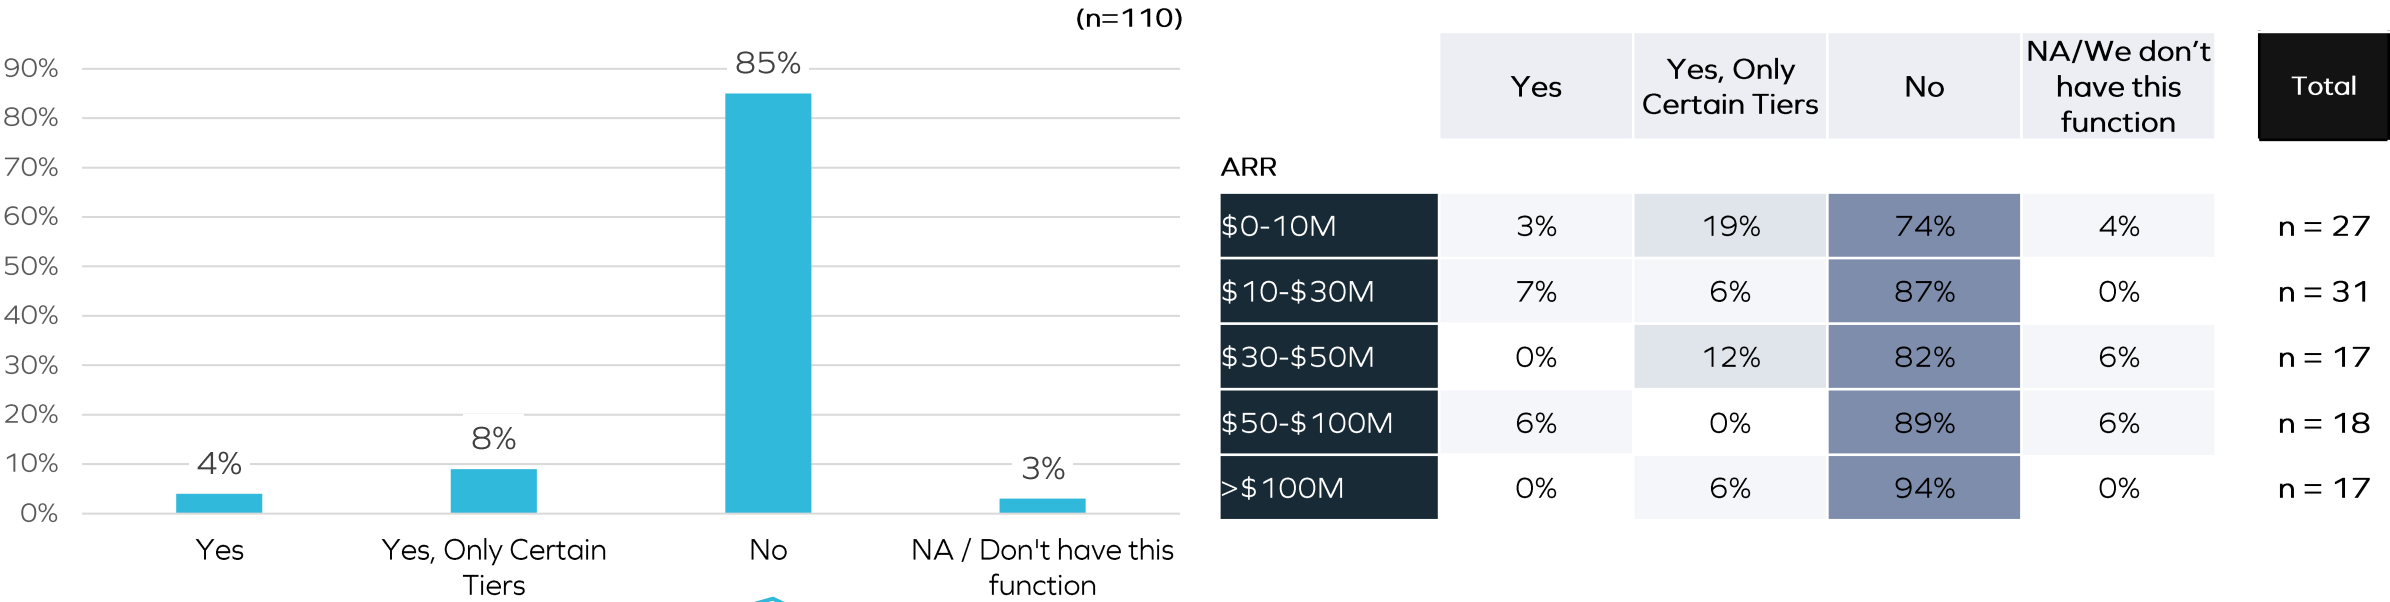 (n=110)
90%
80%
70%
60%
50%
40%
30%
20%
10%
0%
4%
8%
85%
3%
Yes
Yes, Only Certain
Tiers
No
NA / Don't have this
function
Yes
Yes, Only
Certain Tiers
No
NA/We don’t
have this
function
Total
ARR
$0-10M 3% 19% 74% 4% n = 27
$10-$30M 7% 6% 87% 0% n = 31
$30-$50M 0% 12% 82% 6% n = 17
$50-$100M 6% 0% 89% 6% n = 18
>$100M 0% 6% 94% 0% n = 17